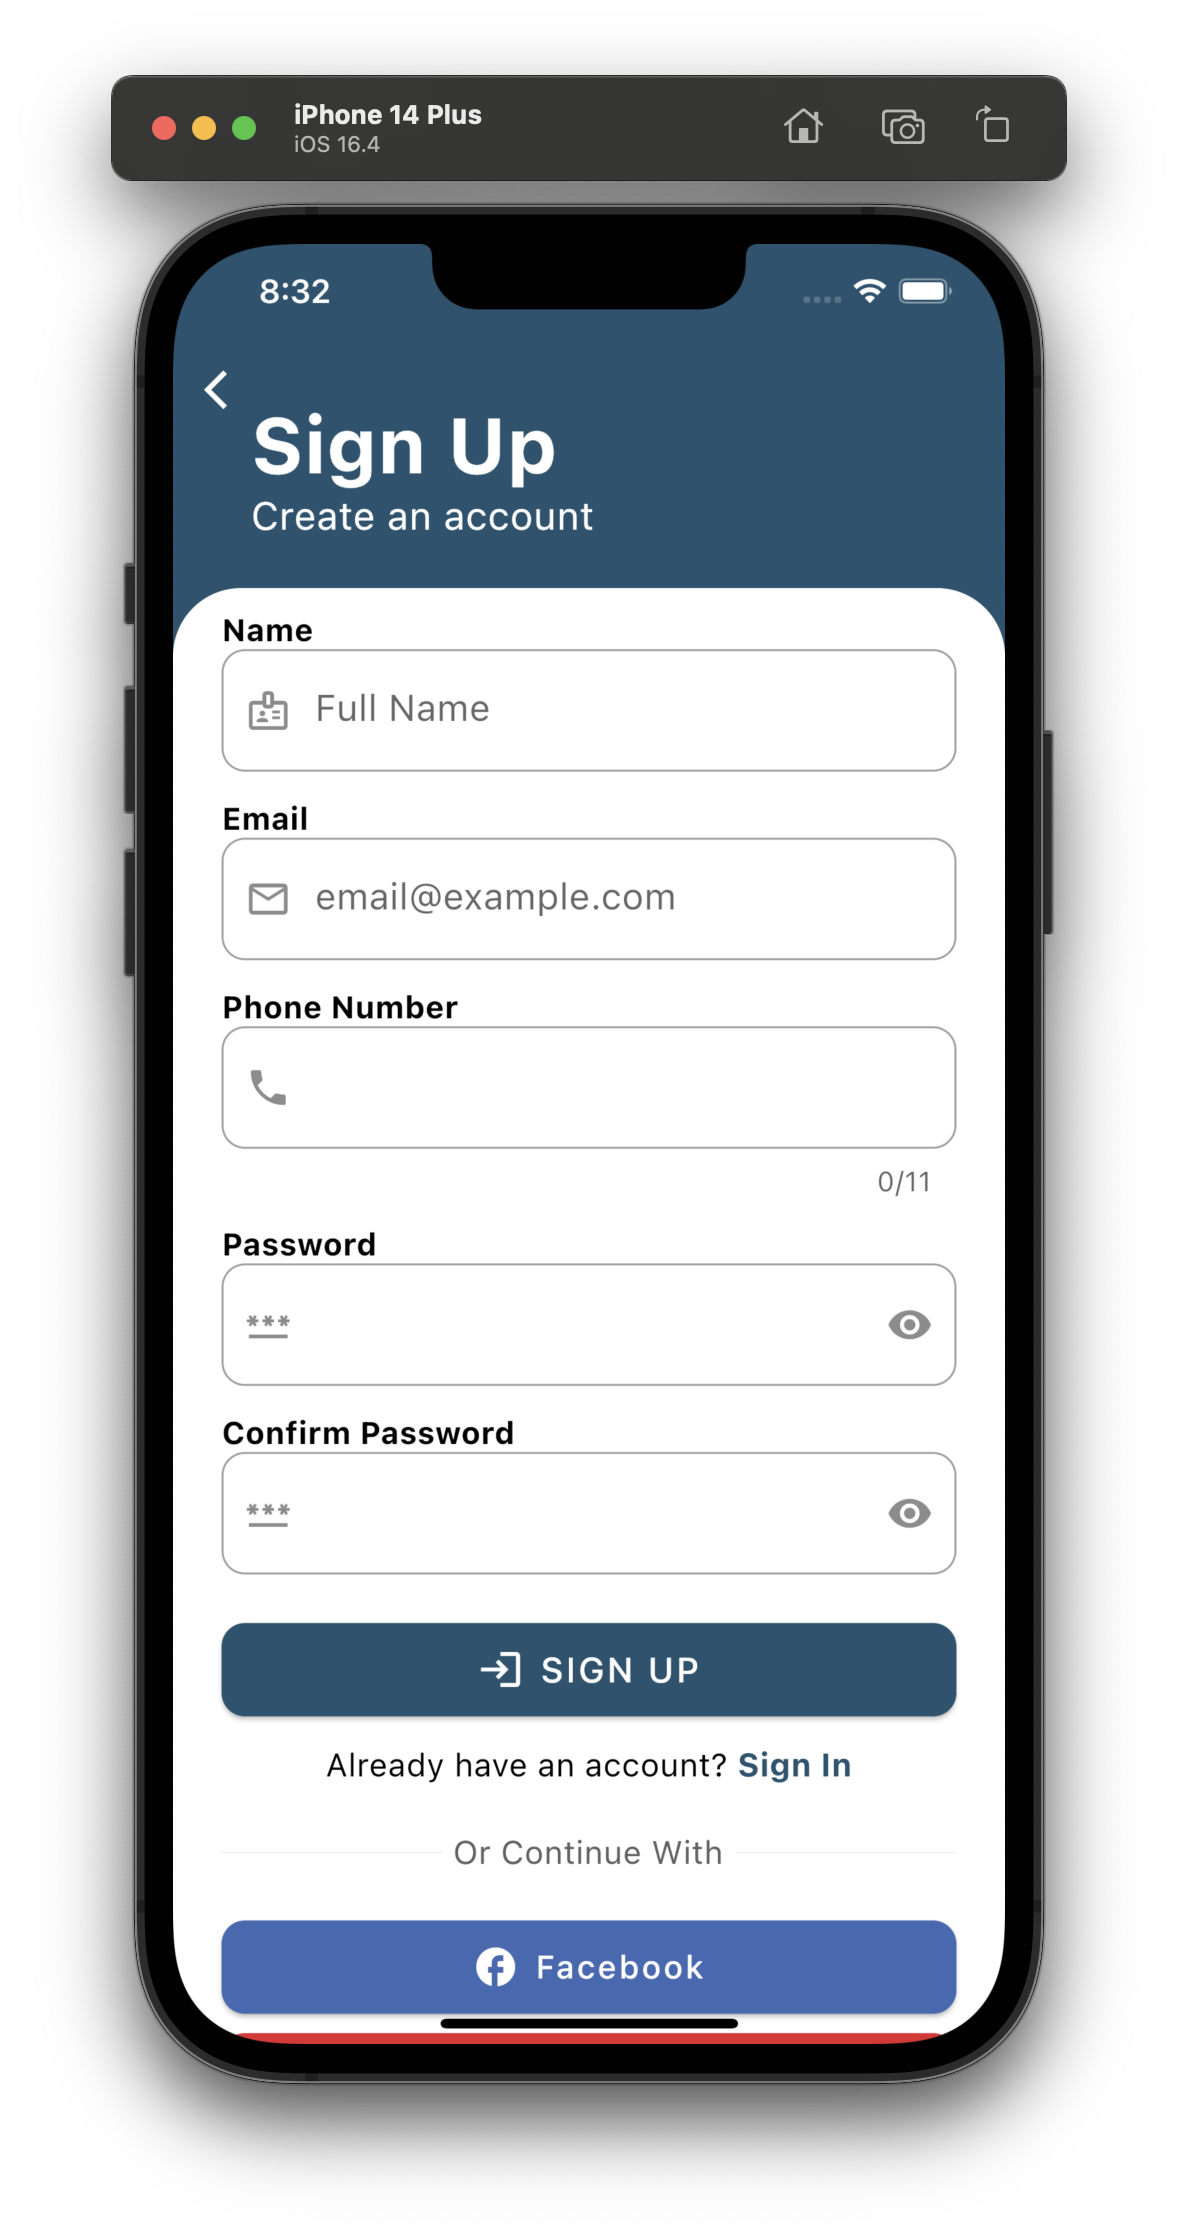 iPhone 14 Plus
iOS 16.4
8:32
Sign Up
Create an account
Name
Full Name
Email
email@example.com
Phone Number
0/11
Password
***
Confirm Password
***
SIGN UP
Already have an account? Sign In
Or Continue With
Facebook